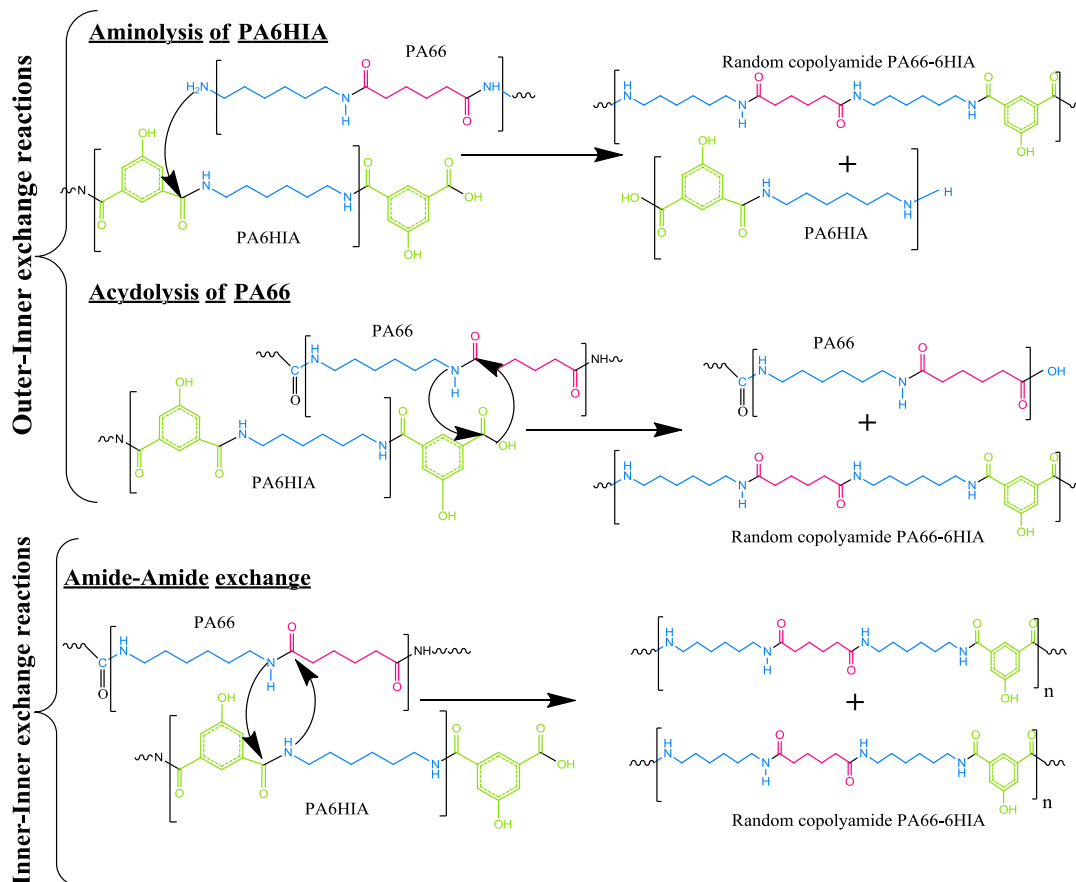 Outer-Inner exchange reactions
Aminolysis of PA6HIA
PA66
H2N
N
H
O
O
NH
OH
N
O
O
H
N
N
H
O
O
OH
OH
PA6HIA
Random copolyamide PA66-6HIA
H
N
N
H
O
O
H
N
N
H
O
O
OH
+
OH
HO
O
O
H
N
N
H
H
PA6HIA
Acydolysis of PA66
PA66
C
O
H
N
N
H
O
O
NH
OH
N
O
O
H
N
N
H
O
O
OH
OH
PA6HIA
PA66
C
O
H
N
N
H
O
O
OH
+
H
N
N
H
O
O
H
N
N
H
O
O
OH
Random copolyamide PA66-6HIA
Inner-Inner exchange reactions
Amide-Amide exchange
PA66
C
O
H
N
N
H
O
O
NH
OH
N
O
O
H
N
N
H
O
O
OH
OH
PA6HIA
H
N
N
H
O
O
H
N
N
H
O
O
OH
n
+
H
N
N
H
O
O
H
N
N
H
O
O
OH
n
Random copolyamide PA66-6HIA